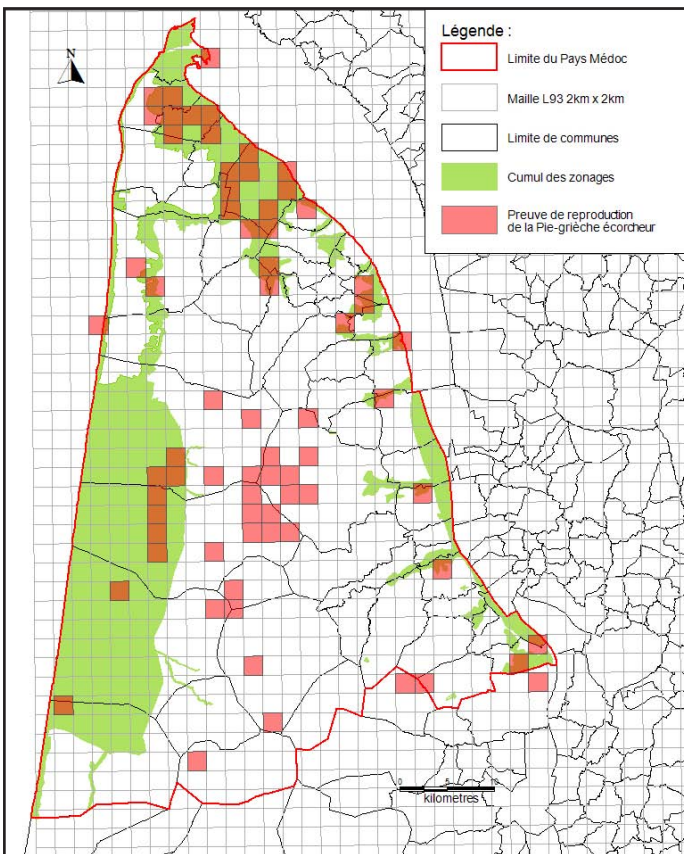 N
Légende :
Limite du Pays Médoc
Maille L93 2km x 2km
Limite de communes
Cumul des zonages
Preuve de reproduction
de la Pie-grièche écorcheur
0 5 10
kilometres